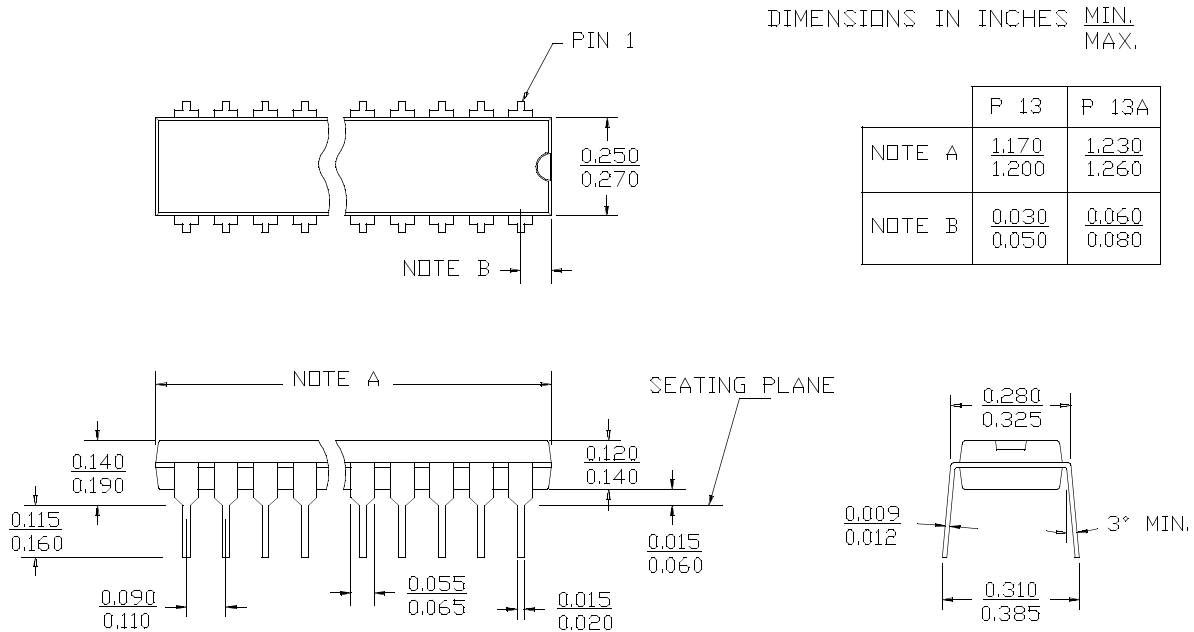 DIMENSIONS IN INCHES MIN.
MAX.
PIN 1
P 13 P 13A
NOTE A 1.170 1.230
1.200 1.260
NOTE B 0.030 0.060
0.050 0.080
0.250
0.270
NOTE B
NOTE A
SEATING PLANE
0.280
0.325
0.140
0.190
0.120
0.140
0.115
0.160
0.015
0.060
0.009
0.012
3° MIN.
0.090
0.110
0.055
0.065
0.015
0.020
0.310
0.385